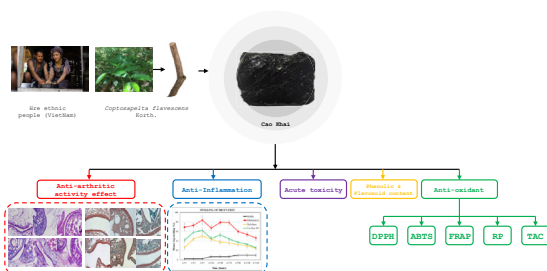 Hre ethnic
people (VietNam)
Coptosapelta flavescens
Korth.
Cao Khai
Anti-arthritic
activity effect
Anti-Inflammation
Acute toxicity
Phenolic &
flavonoid content
Anti-oxidant
DPPH
ABTS
FRAP
RP
TAC